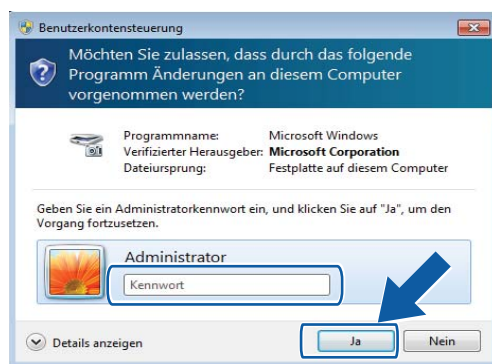 Benutzerkontensteuerung
Möchten Sie zulassen, dass durch das folgende
Programm Änderungen an diesem Computer
vorgenommen werden?
Programmname: Microsoft Windows
Verifizierter Herausgeber: Microsoft Corporation
Dateiursprung: Festplatte auf diesem Computer
Geben Sie ein Administratorkennwort ein, und klicken Sie auf "Ja", um den
Vorgang fortzusetzen.
Administrator
Kennwort
Details anzeigen
Ja
Nein